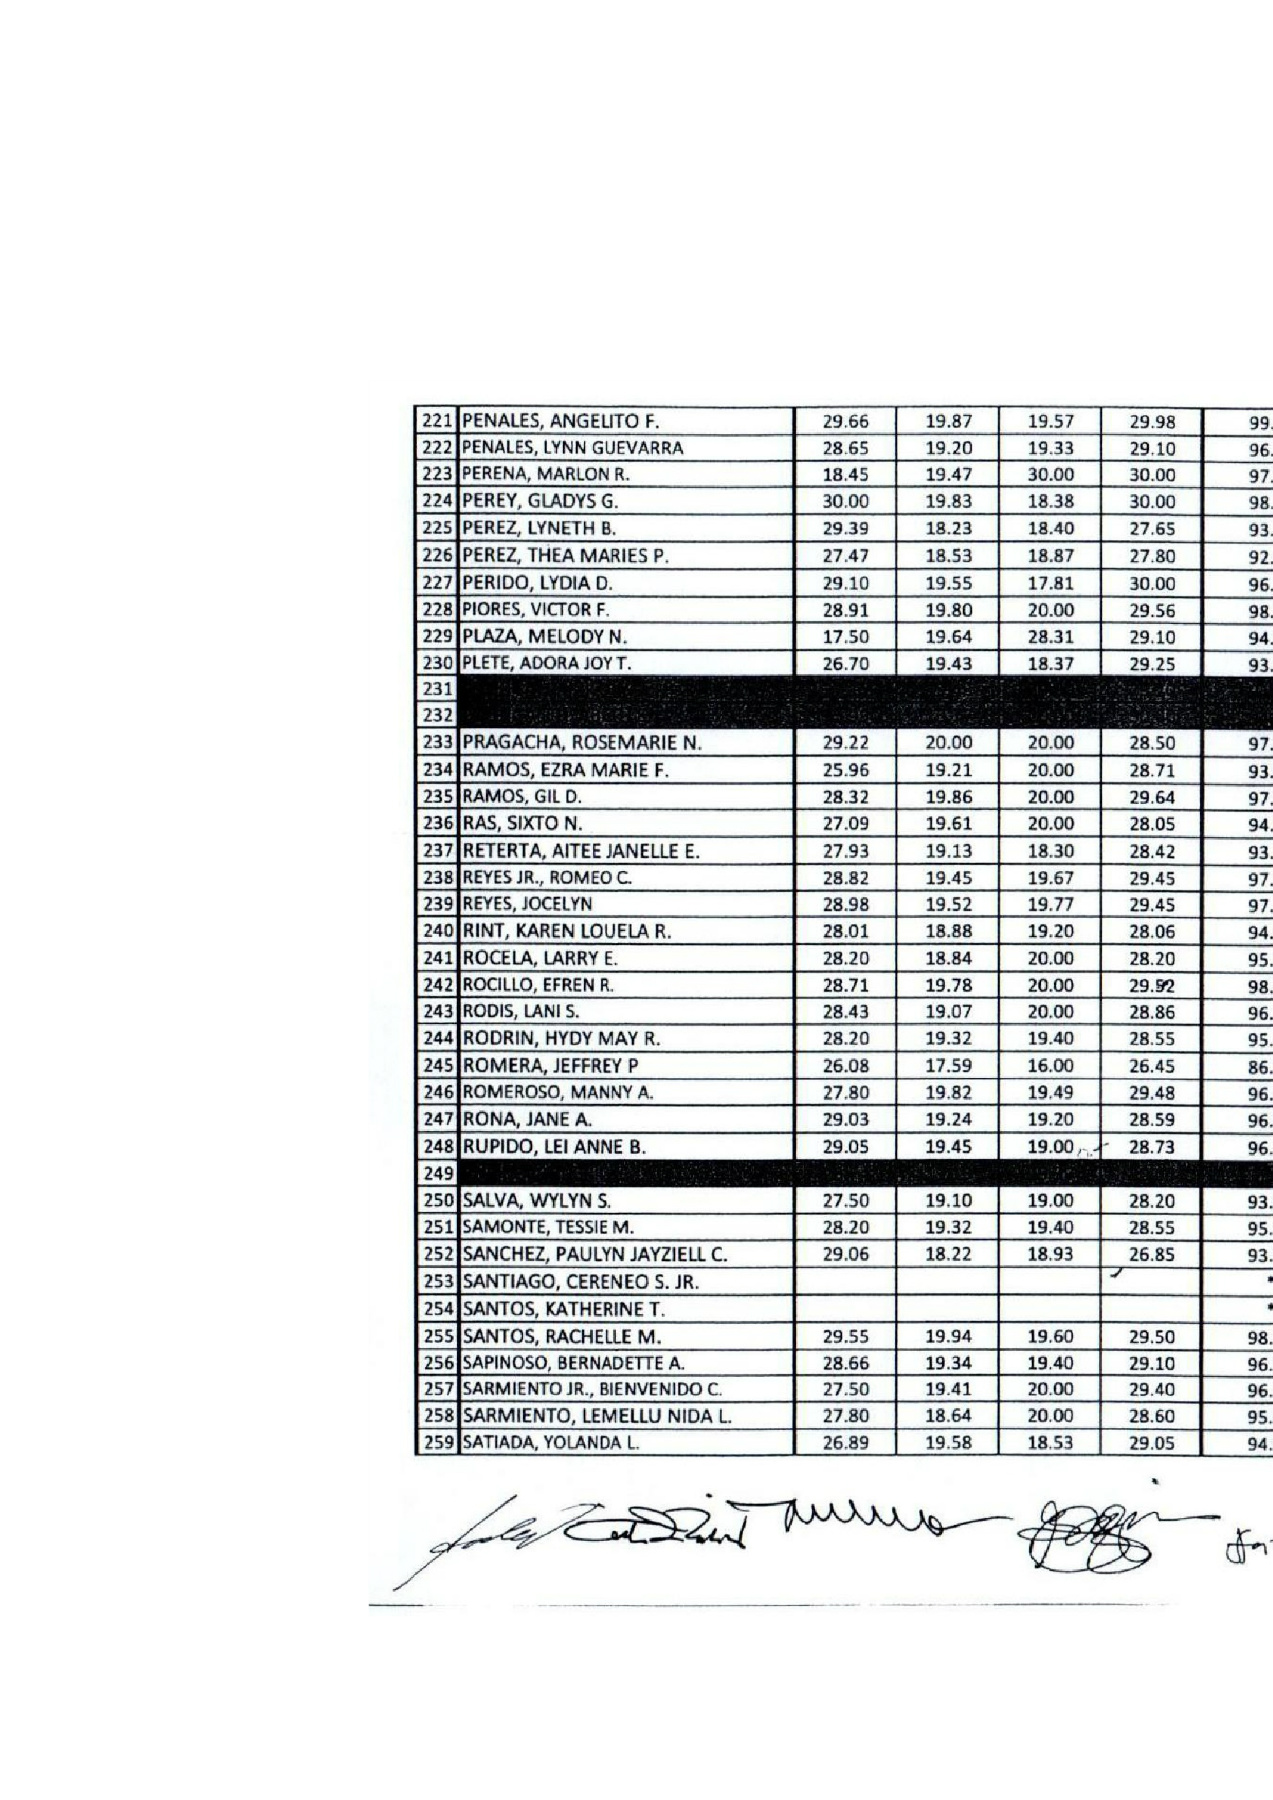 221 PENALES, ANGELITO F. 29.66 19.87 19.57 29.98 99.
222 PENALES, LYNN GUEVARRA 28.65 19.20 19.33 29.10 96.
223 PERENA, MARLON R. 18.45 19.47 30.00 30.00 97.
224 PEREY, GLADYS G. 30.00 19.83 18.38 30.00 98.
225 PEREZ, LYNETH B. 29.39 18.23 18.40 27.65 93.
226 PEREZ, THEA MARIES P. 27.47 18.53 18.87 27.80 92.
227 PERIDO, LYDIA D. 29.10 19.55 17.81 30.00 96.
228 PIORES, VICTOR F. 28.91 19.80 20.00 29.56 98.
229 PLAZA, MELODY N. 17.50 19.64 28.31 29.10 94.
230 PLETE, ADORA JOY T. 26.70 19.43 18.37 29.25 93.
231
232
233 PRAGACHA, ROSEMARIE N. 29.22 20.00 20.00 28.50 97.
234 RAMOS, EZRA MARIE F. 25.96 19.21 20.00 28.71 93.
235 RAMOS, GIL D. 28.32 19.86 20.00 29.64 97.
236 RAS, SIXTO N. 27.09 19.61 20.00 28.05 94.
237 RETERTA, AITEE JANELLE E. 27.93 19.13 18.30 28.42 93.
238 REYES JR., ROMEO C. 28.82 19.45 19.67 29.45 97.
239 REYES, JOCELYN 28.98 19.52 19.77 29.45 97.
240 RINT, KAREN LOUELA R. 28.01 18.88 19.20 28.06 94.
241 ROCELA, LARRY E. 28.20 18.84 20.00 28.20 95.
242 ROCILLO, EFREN R. 28.71 19.78 20.00 29.52 98.
243 RODIS, LANI S. 28.43 19.07 20.00 28.86 96.
244 RODRIN, HYDY MAY R. 28.20 19.32 19.40 28.55 95.
245 ROMERA, JEFFREY P 26.08 17.59 16.00 26.45 86.
246 ROMEROSO, MANNY A. 27.80 19.82 19.49 29.48 96.
247 RONA, JANE A. 29.03 19.24 19.20 28.59 96.
248 RUPIDO, LEI ANNE B. 29.05 19.45 19.00 28.73 96.
249
250 SALVA, WYLYN S. 27.50 19.10 19.00 28.20 93.
251 SAMONTE, TESSIE M. 28.20 19.32 19.40 28.55 95.
252 SANCHEZ, PAULYN JAYZIELL C. 29.06 18.22 18.93 26.85 93.
253 SANTIAGO, CERENEO S. JR.
254 SANTOS, KATHERINE T.
255 SANTOS, RACHELLE M. 29.55 19.94 19.60 29.50 98.
256 SAPINOSO, BERNADETTE A. 28.66 19.34 19.40 29.10 96.
257 SARMIENTO JR., BIENVENIDO C. 27.50 19.41 20.00 29.40 96.
258 SARMIENTO, LEMELLU NIDA L. 27.80 18.64 20.00 28.60 95.
259 SATIADA, YOLANDA L. 26.89 19.58 18.53 29.05 94.